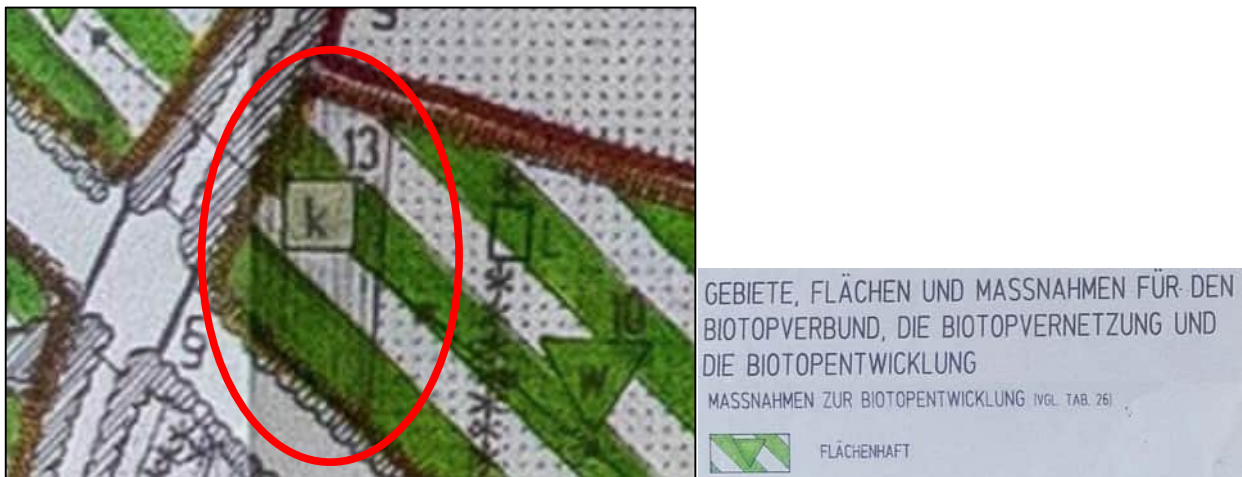 13
k
10
W
§
GEBIETE, FLÄCHEN UND MASSNAHMEN FÜR DEN
BIOTOPVERBUND, DIE BIOTOPVERNETZUNG UND
DIE BIOTOPENTWICKLUNG
MASSNAHMEN ZUR BIOTOPENTWICKLUNG (VGL. TAB. 26)
FLÄCHENHAFT